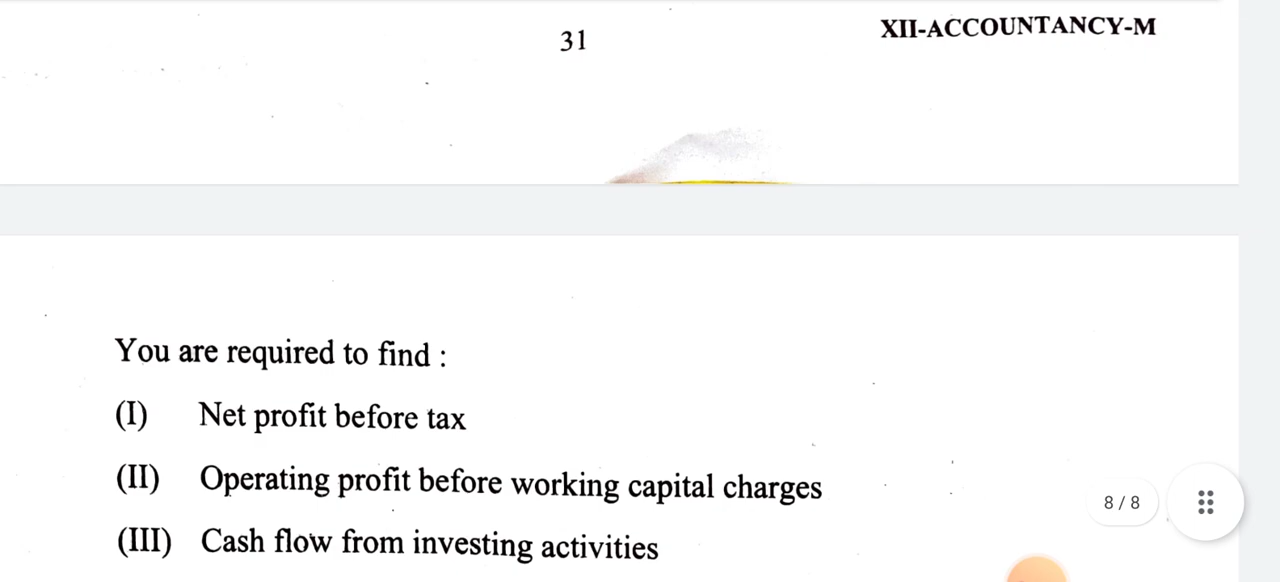 31
XII-ACCOUNTANCY-M
You are required to find :
(I) Net profit before tax
(II) Operating profit before working capital charges
(III) Cash flow from investing activities
8 / 8